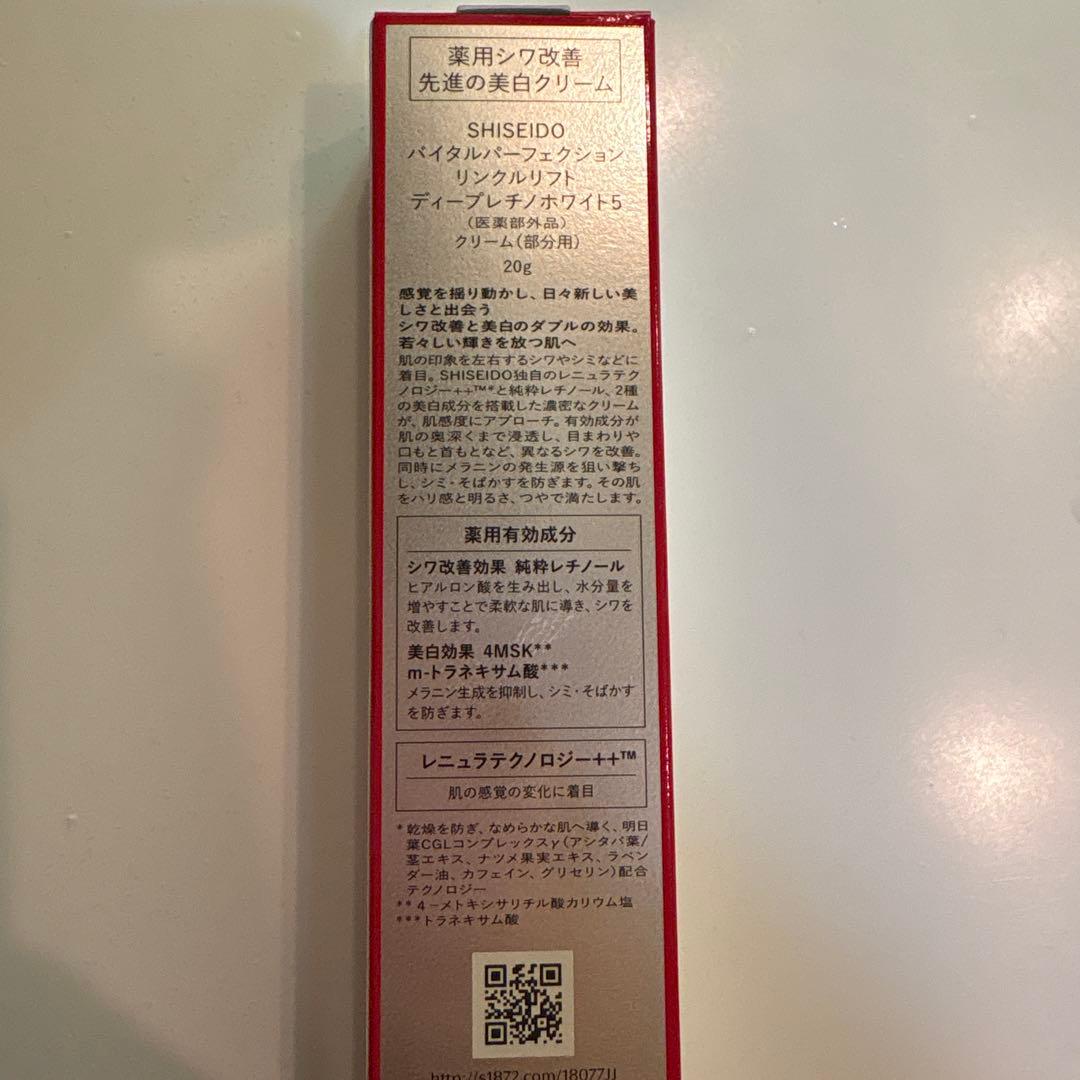 薬用シワ改善
先進の美白クリーム
SHISEIDO
バイタルパーフェクション
リンクルリフト
ディープレチノホワイト5
(医薬部外品)
クリーム(部分用)
20g
感覚を揺り動かし、日々新しい美
しさと出会う
シワ改善と美白のダブルの効果。
若々しい輝きを放つ肌へ
肌の印象を左右するシワやシミなどに
着目。SHISEIDO独自のレニュラテク
ノロジー++™*と純粋レチノール、2種
の美白成分を搭載した濃密なクリーム
が、肌感度にアプローチ。有効成分が
肌の奥深くまで浸透し、目まわりや
口もと首もとなど、異なるシワを改善。
同時にメラニンの発生源を狙い撃ち
し、シミ・そばかすを防ぎます。その肌
をハリ感と明るさ、つやで満たします。
薬用有効成分
シワ改善効果 純粋レチノール
ヒアルロン酸を生み出し、水分量を
増やすことで柔軟な肌に導き、シワを
改善します。
美白効果 4MSK**
m-トラネキサム酸***
メラニン生成を抑制し、シミ・そばかす
を防ぎます。
レニュラテクノロジー++™
肌の感覚の変化に着目
*乾燥を防ぎ、なめらかな肌へ導く、明日
葉CGLコンプレックスγ(アシタバ葉/
茎エキス、ナツメ果実エキス、ラベン
ダー油、カフェイン、グリセリン)配合
テクノロジー
**4-メトキシサリチル酸カリウム塩
***トラネキサム酸
http://s1872.com/18077JJ